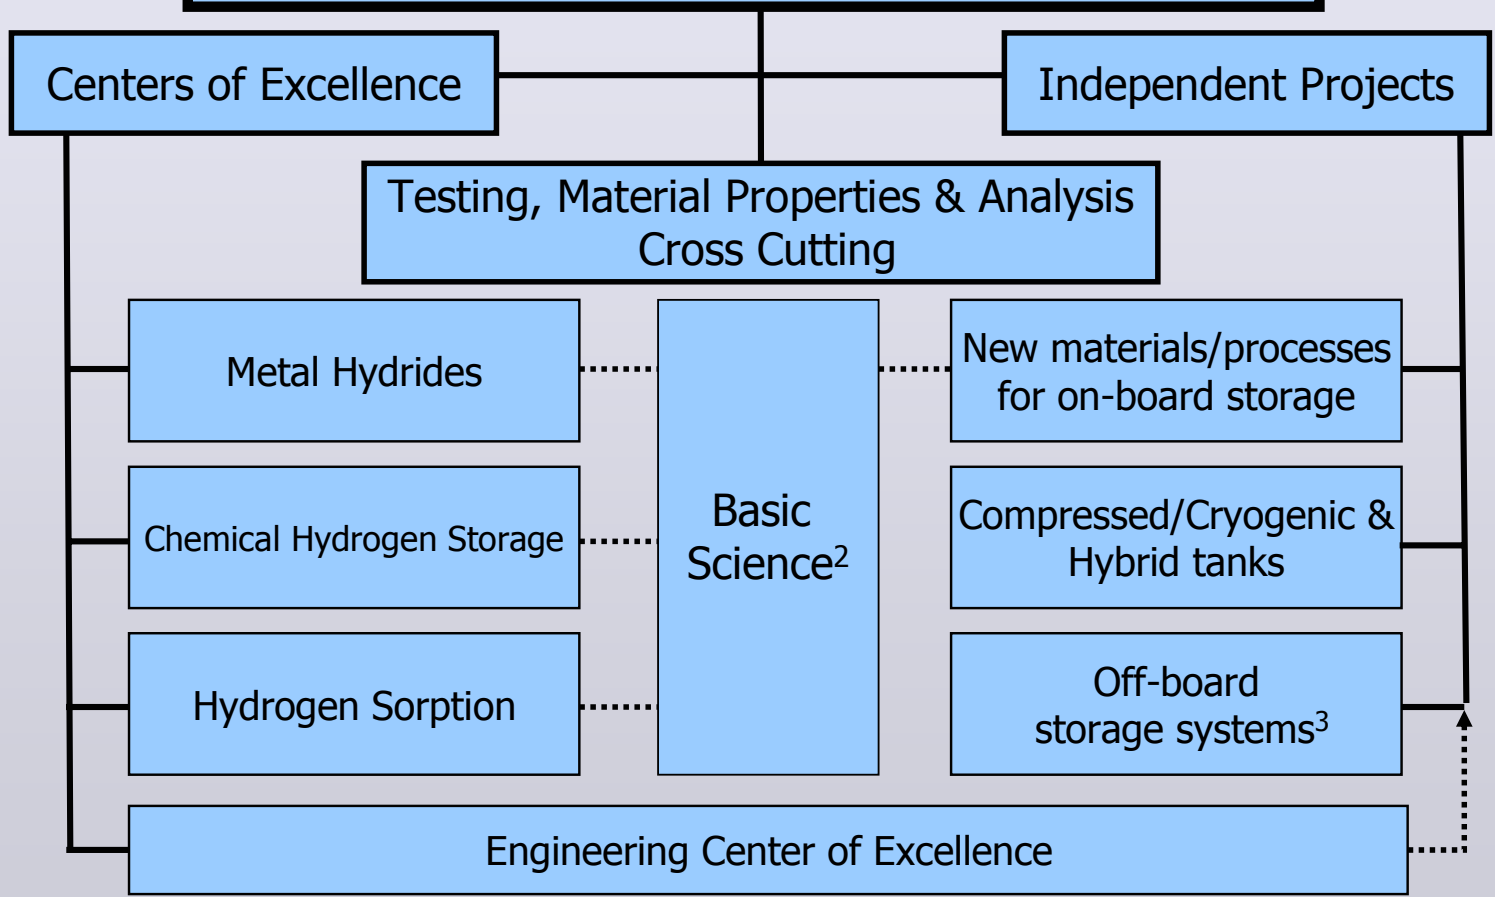 Centers of Excellence
Independent Projects
Testing, Material Properties & Analysis
Cross Cutting
Metal Hydrides
Basic
Science²
New materials/processes
for on-board storage
Chemical Hydrogen Storage
Compressed/Cryogenic &
Hybrid tanks
Hydrogen Sorption
Off-board
storage systems³
Engineering Center of Excellence